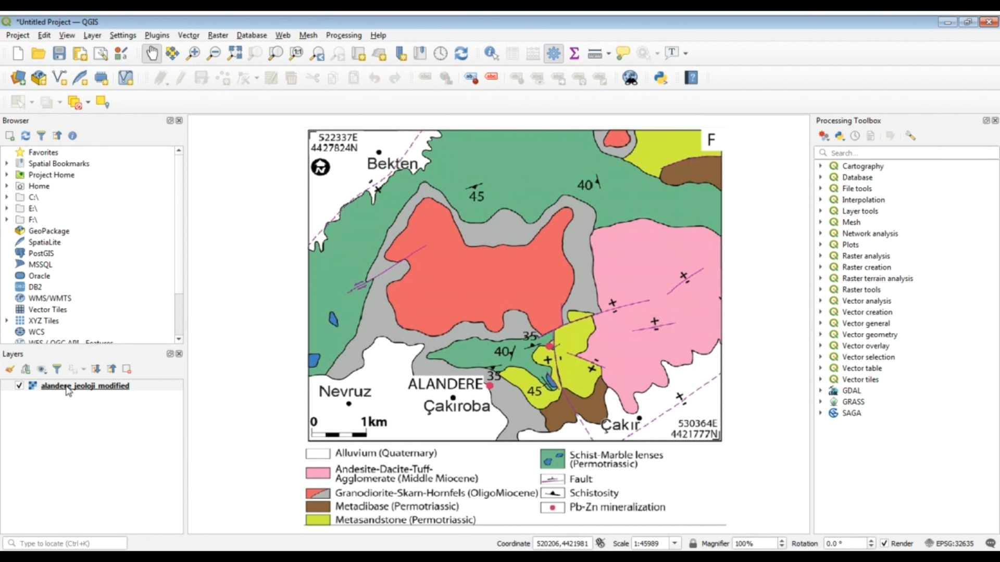 *Untitled Project — QGIS
Project Edit View Layer Settings Plugins Vector Raster Database Web Mesh Processing Help
Browser
Favorites
Spatial Bookmarks
Project Home
Home
C:\
E:\
F:\
GeoPackage
SpatiaLite
PostGIS
MSSQL
Oracle
DB2
WMS/WMTS
Vector Tiles
XYZ Tiles
WCS
WFS / OGC API - Features
Layers
alandere_jeoloji_modified
522337E
4427824N
F
N
Bekten
45
40
35
40
35
45
ALANDERE
Nevruz
Çakıroba
Çakır
0 1km
530364E
4421777N
Alluvium (Quaternary)
Andesite-Dacite-Tuff-
Agglomerate (Middle Miocene)
Granodiorite-Skarn-Hornfels (OligoMiocene)
Metadibase (Permotriassic)
Metasandstone (Permotriassic)
Schist-Marble lenses
(Permotriassic)
Fault
Schistosity
Pb-Zn mineralization
Processing Toolbox
Search...
Cartography
Database
File tools
Interpolation
Layer tools
Mesh
Network analysis
Plots
Raster analysis
Raster creation
Raster terrain analysis
Raster tools
Vector analysis
Vector creation
Vector general
Vector geometry
Vector overlay
Vector selection
Vector table
Vector tiles
GDAL
GRASS
SAGA
Type to locate (Ctrl+K)
Coordinate 520206,4421981 Scale 1:45989 Magnifier 100% Rotation 0.0 ° Render EPSG:32635